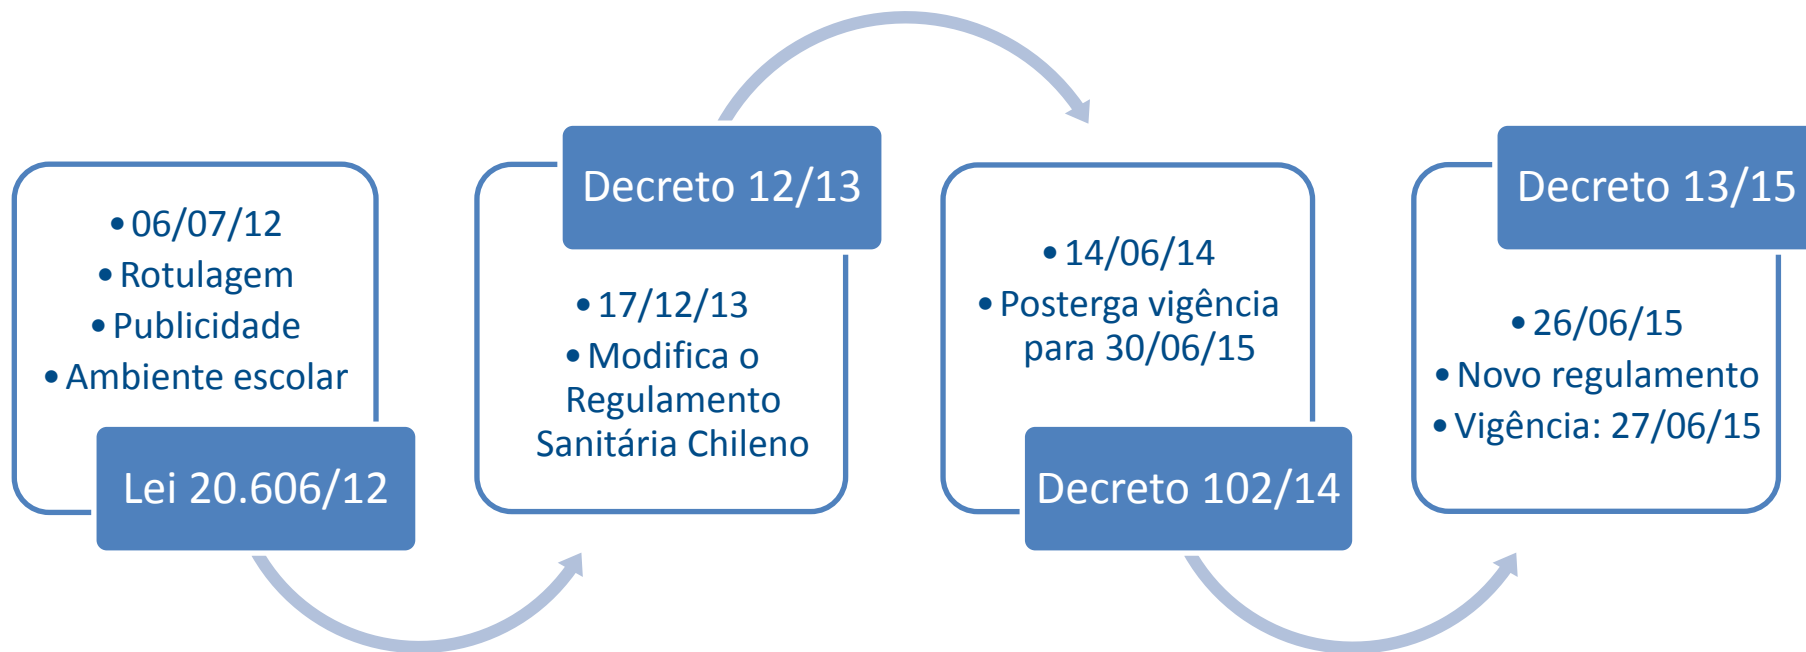 • 06/07/12
• Rotulagem
• Publicidade
• Ambiente escolar
Lei 20.606/12
Decreto 12/13
• 17/12/13
• Modifica o
Regulamento
Sanitária Chileno
• 14/06/14
• Posterga vigência
para 30/06/15
Decreto 102/14
Decreto 13/15
• 26/06/15
• Novo regulamento
• Vigência: 27/06/15